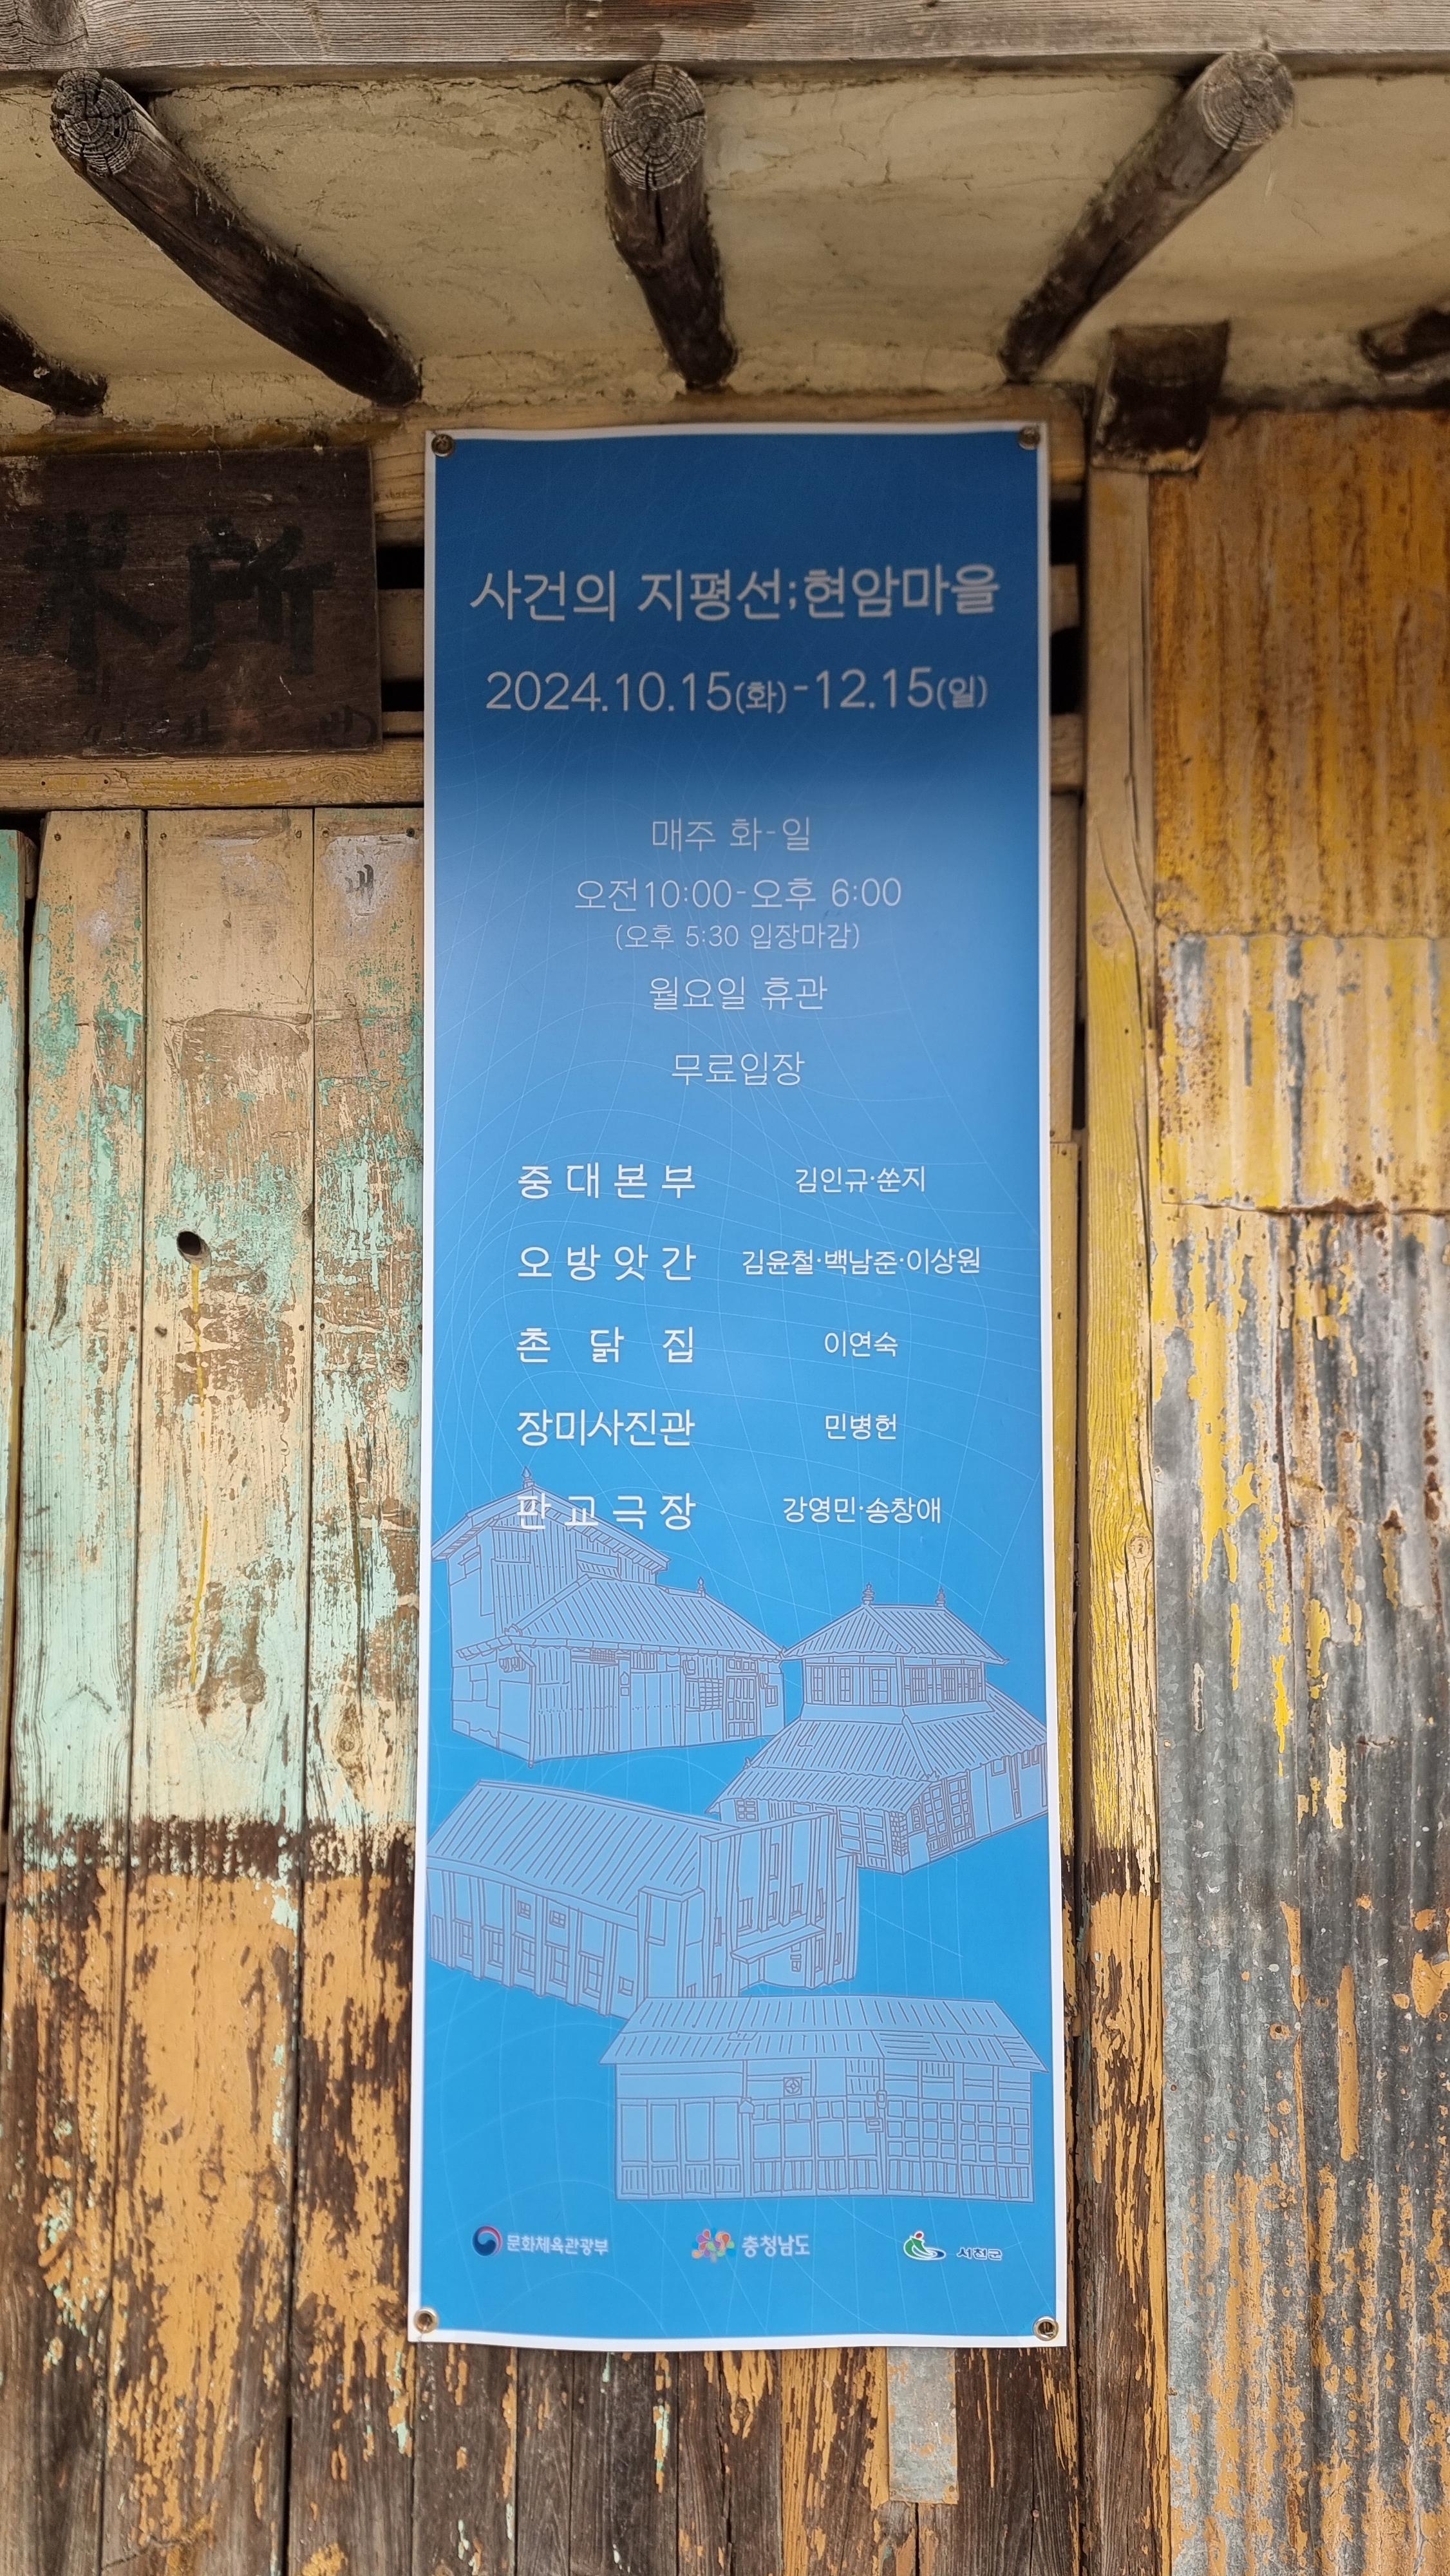 米所
사건의 지평선;현암마을
2024.10.15(화)-12.15(일)
매주 화-일
오전10:00-오후 6:00
(오후 5:30 입장마감)
월요일 휴관
무료입장
중대본부 김인규·쑨지
오방앗간 김윤철·백남준·이상원
촌닭집 이연숙
장미사진관 민병헌
판교극장 강영민·송창애
문화체육관광부 충청남도 서천군